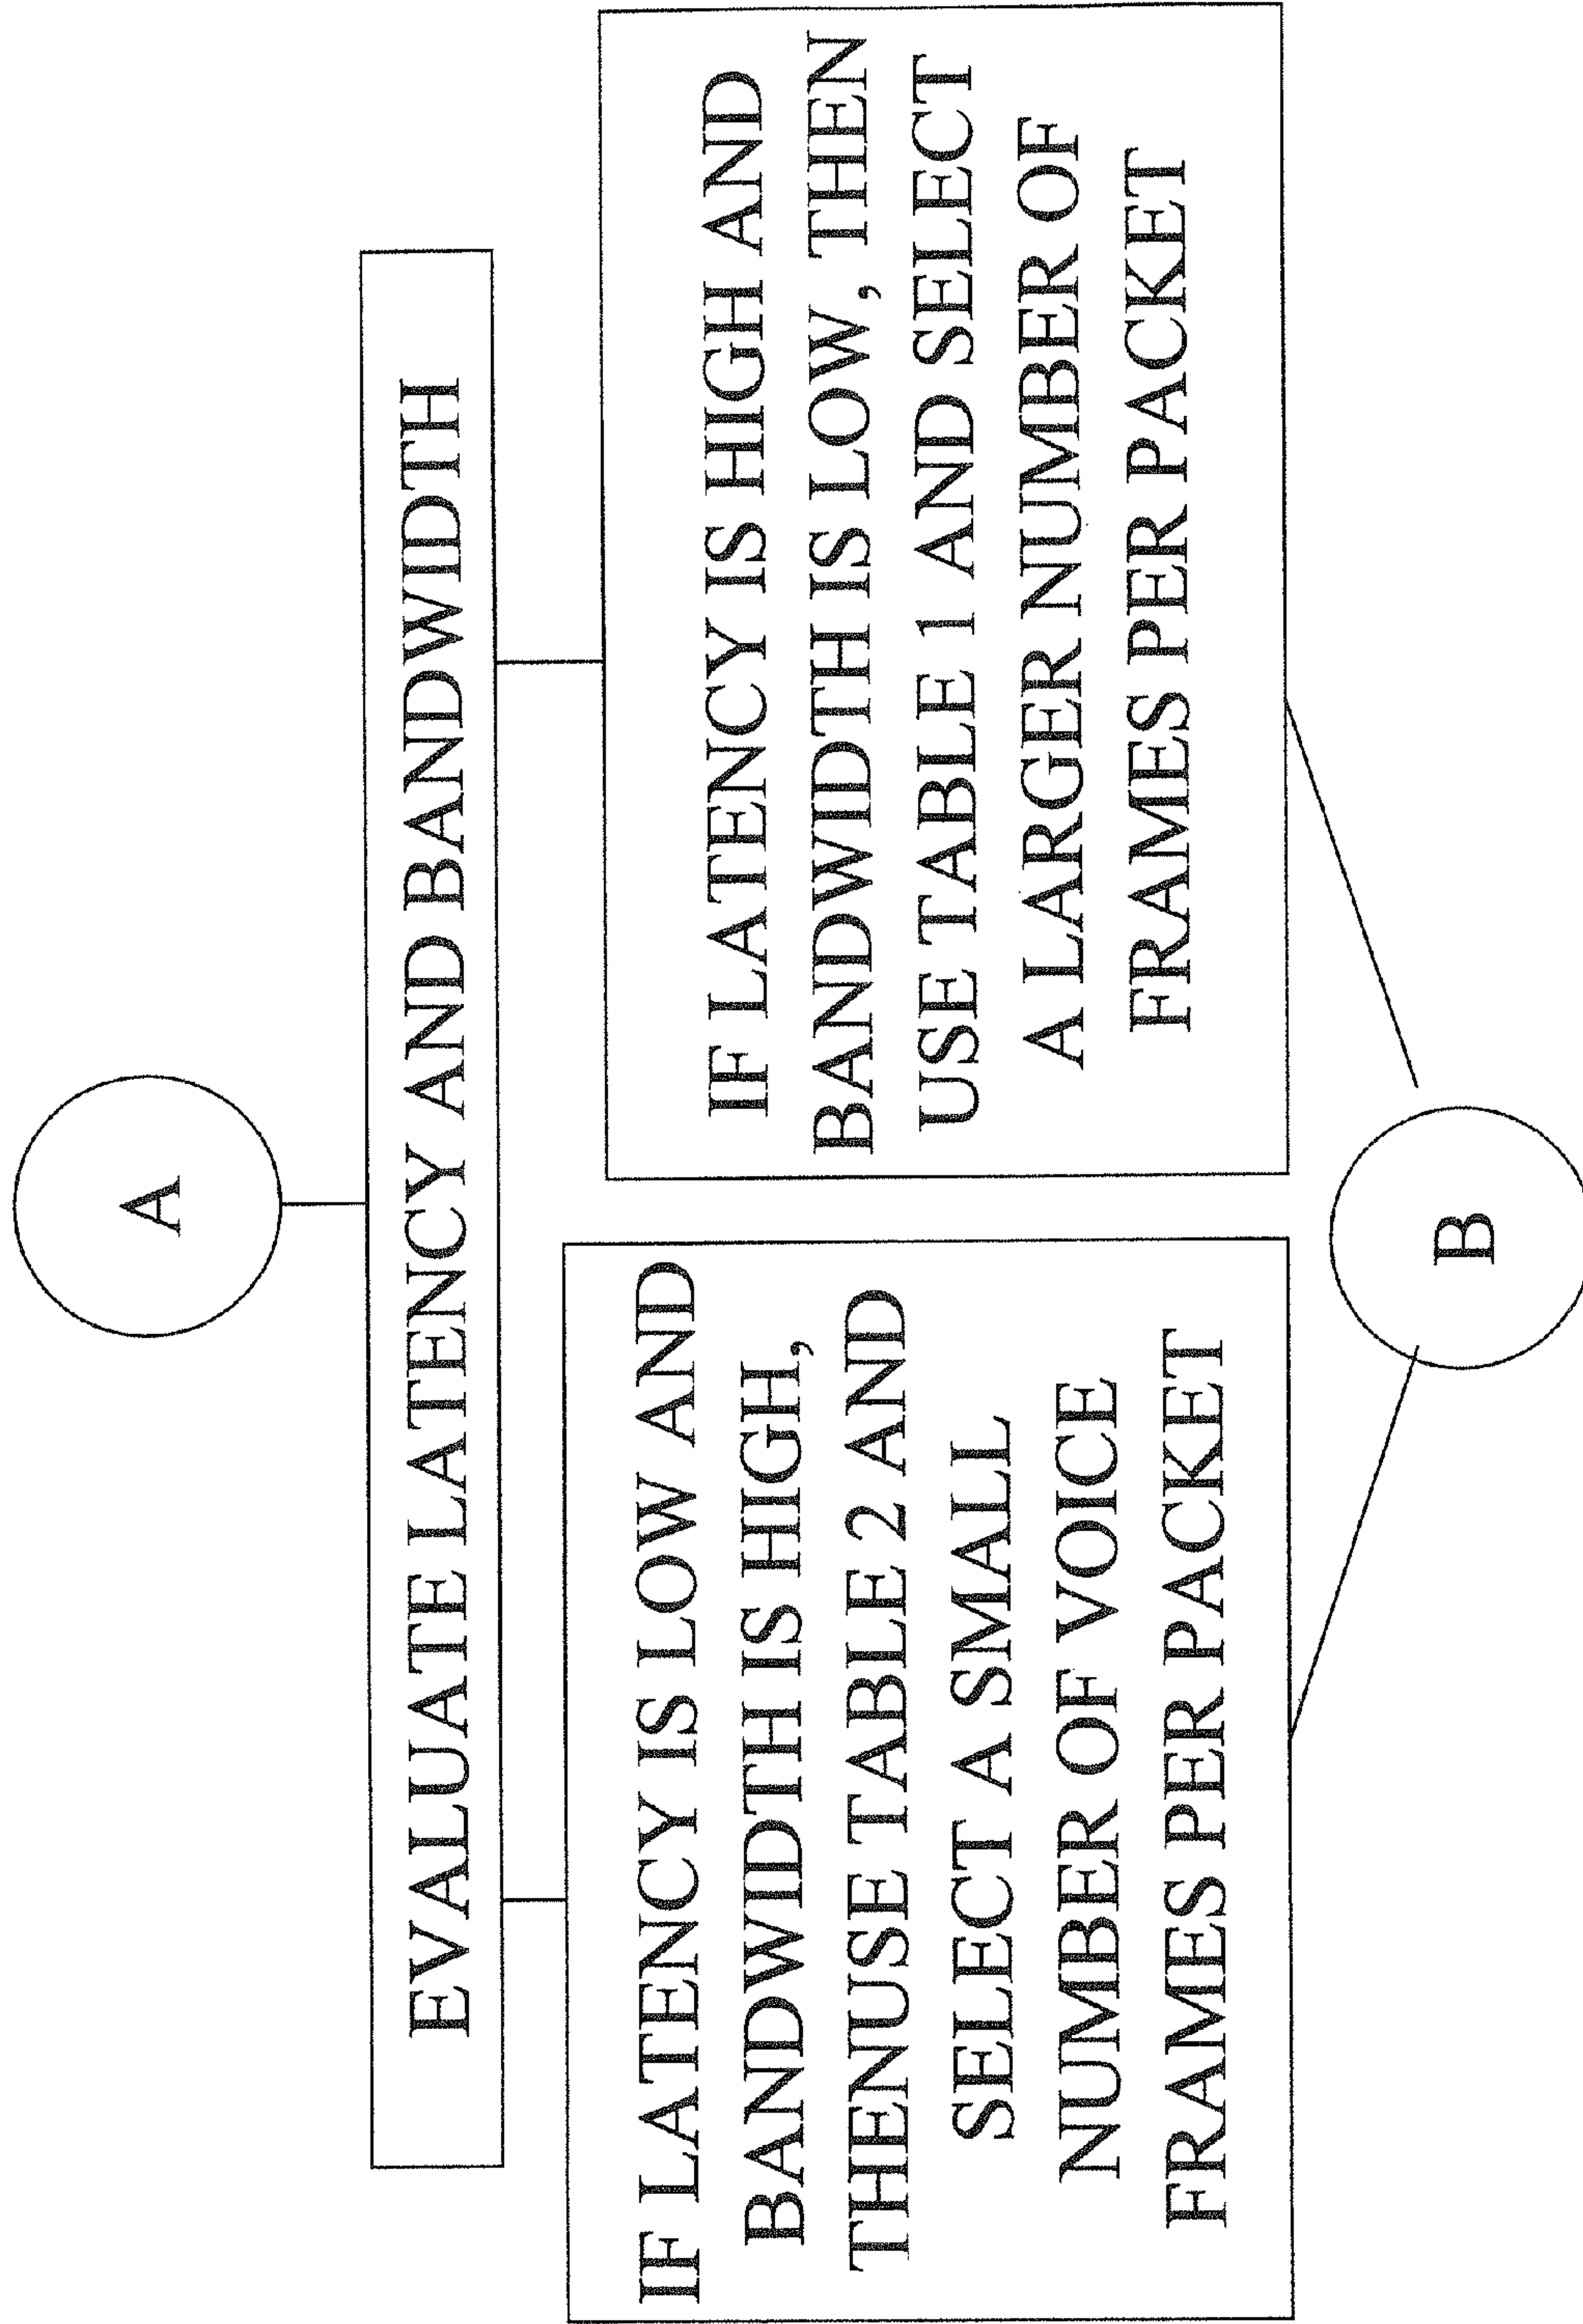 A
EVALUATE LATENCY AND BANDWIDTH
IF LATENCY IS LOW AND
BANDWIDTH IS HIGH,
THENUSE TABLE 2 AND
SELECT A SMALL
NUMBER OF VOICE
FRAMES PER PACKET
IF LATENCY IS HIGH AND
BANDWIDTH IS LOW, THEN
USE TABLE 1 AND SELECT
A LARGER NUMBER OF
FRAMES PER PACKET
B